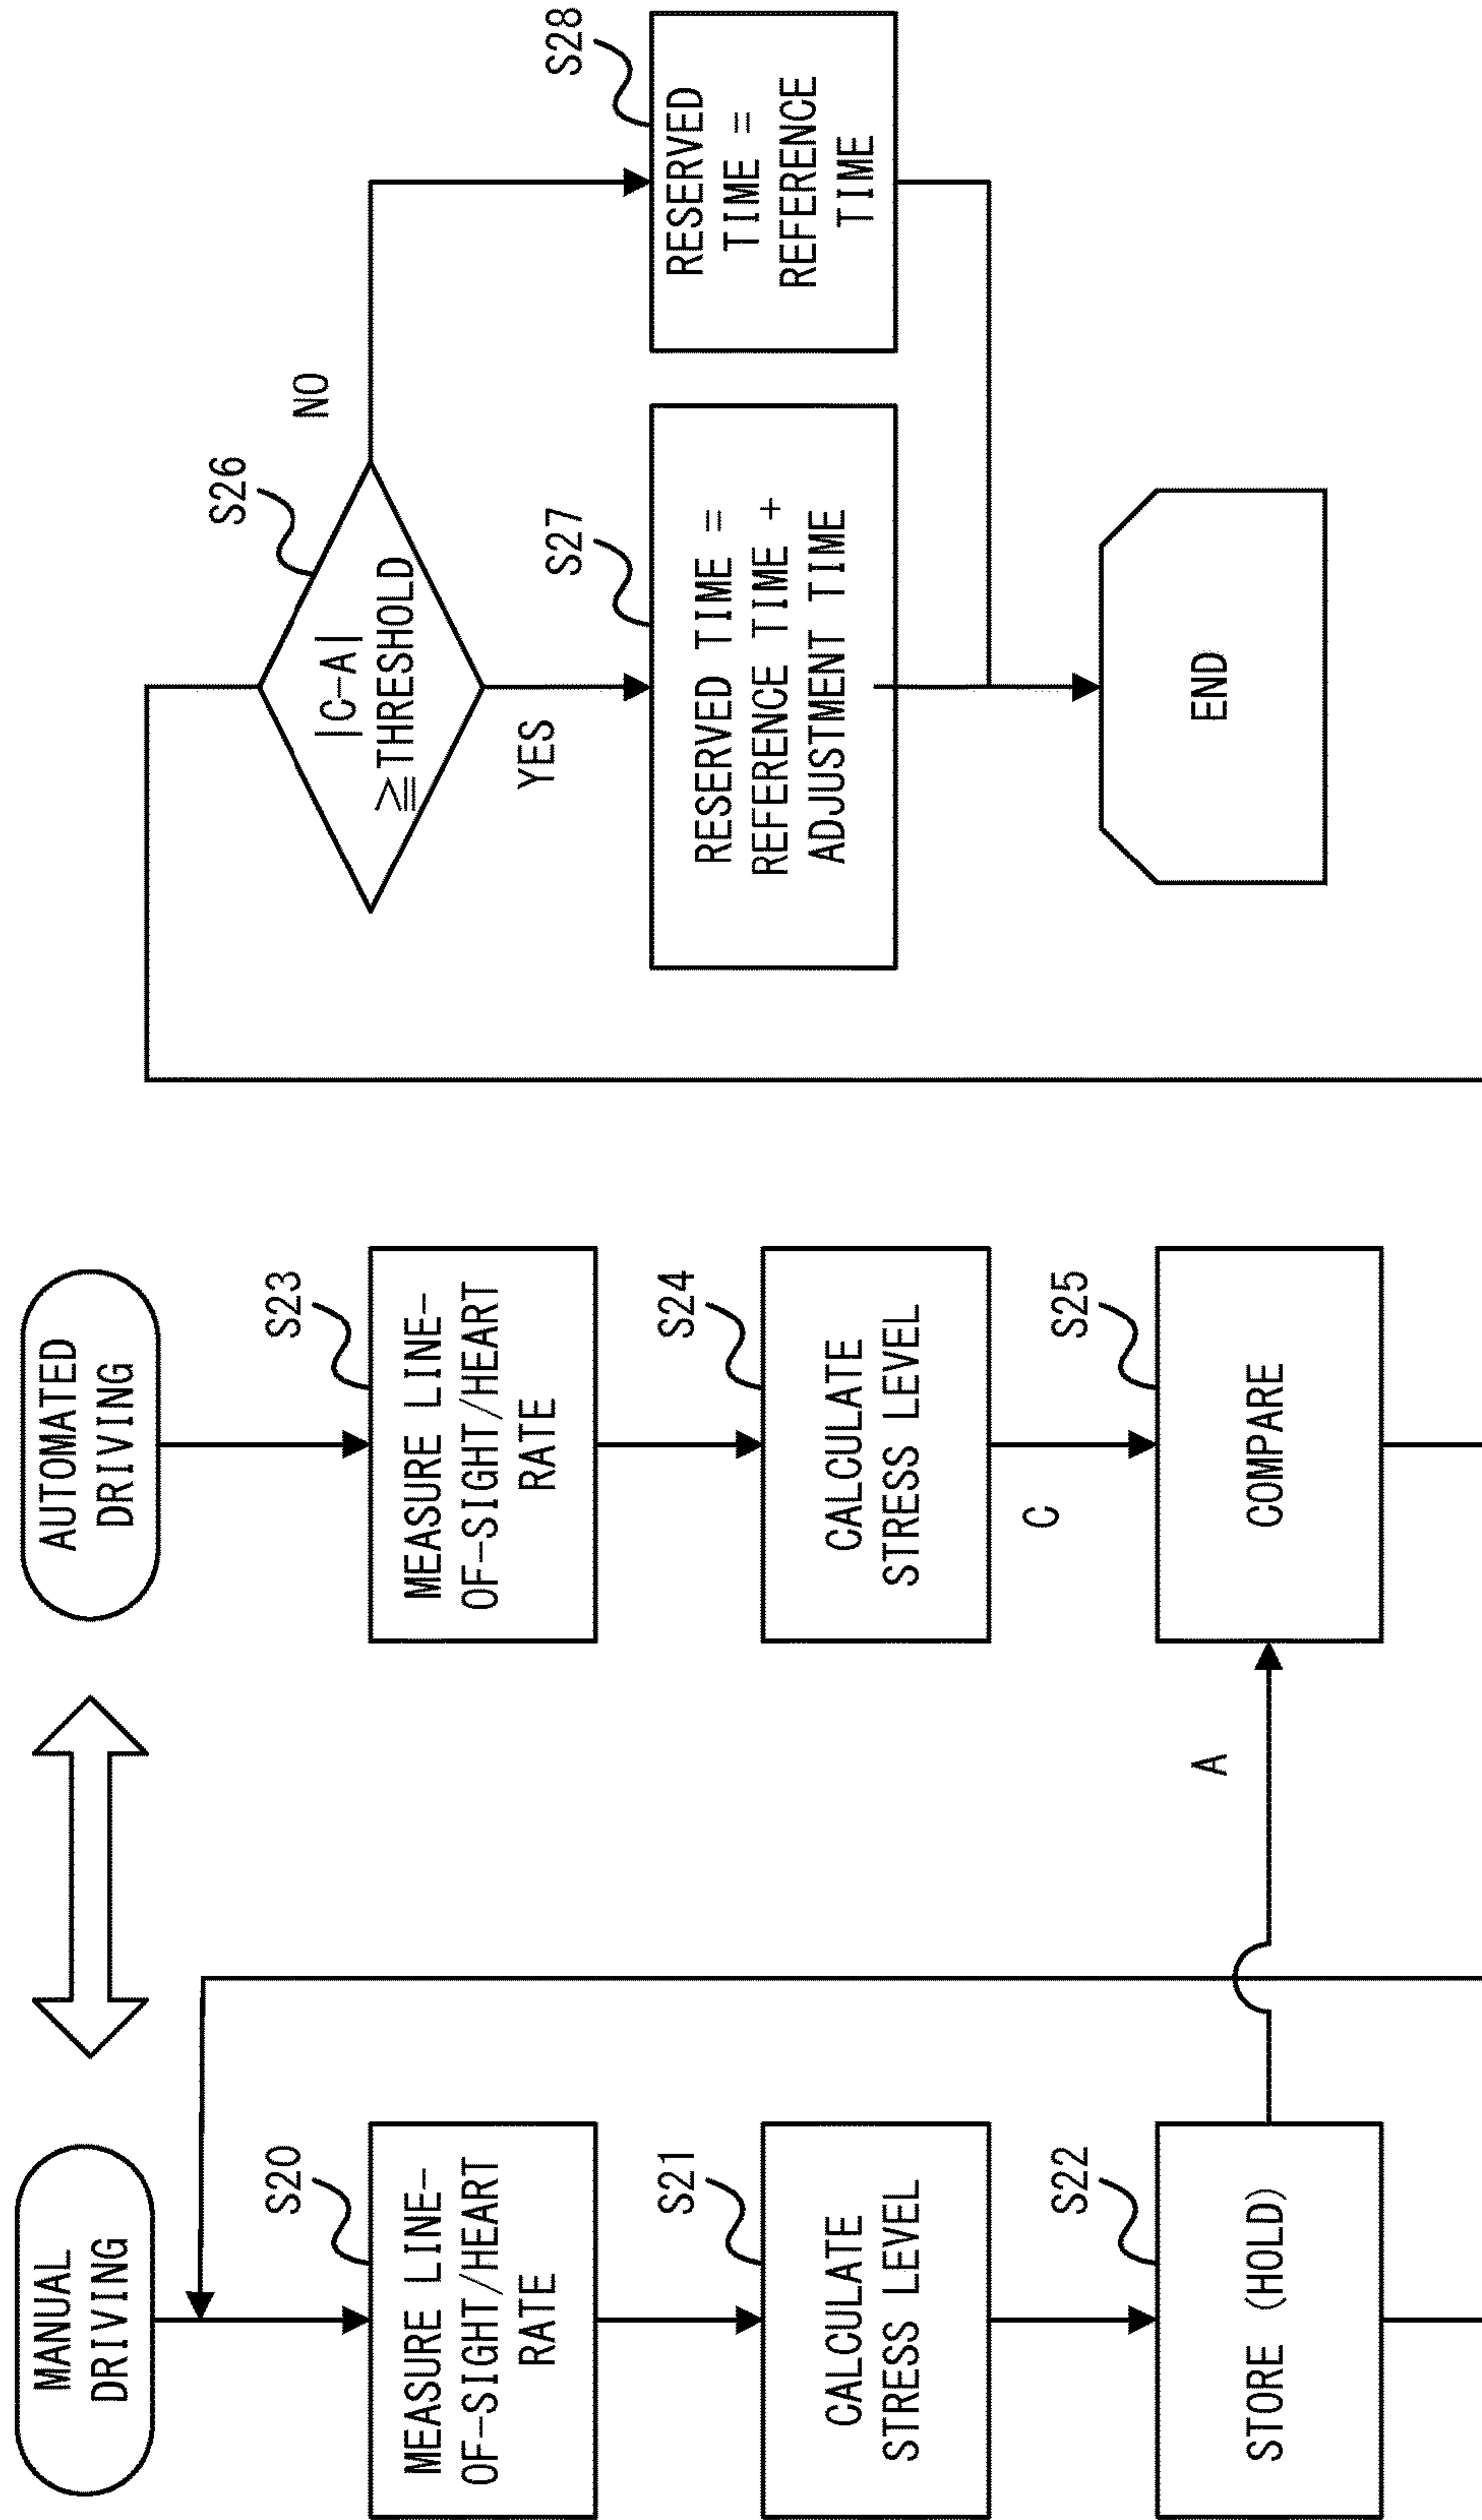 MANUAL
DRIVING
S20
MEASURE LINE-
OF-SIGHT/HEART
RATE
S21
CALCULATE
STRESS LEVEL
S22
STORE (HOLD)
A
AUTOMATED
DRIVING
S23
MEASURE LINE-
OF-SIGHT/HEART
RATE
S24
CALCULATE
STRESS LEVEL
C
S25
COMPARE
S26
|C-A|
≧THRESHOLD
NO
YES
S27
RESERVED TIME =
REFERENCE TIME +
ADJUSTMENT TIME
S28
RESERVED
TIME =
REFERENCE
TIME
END